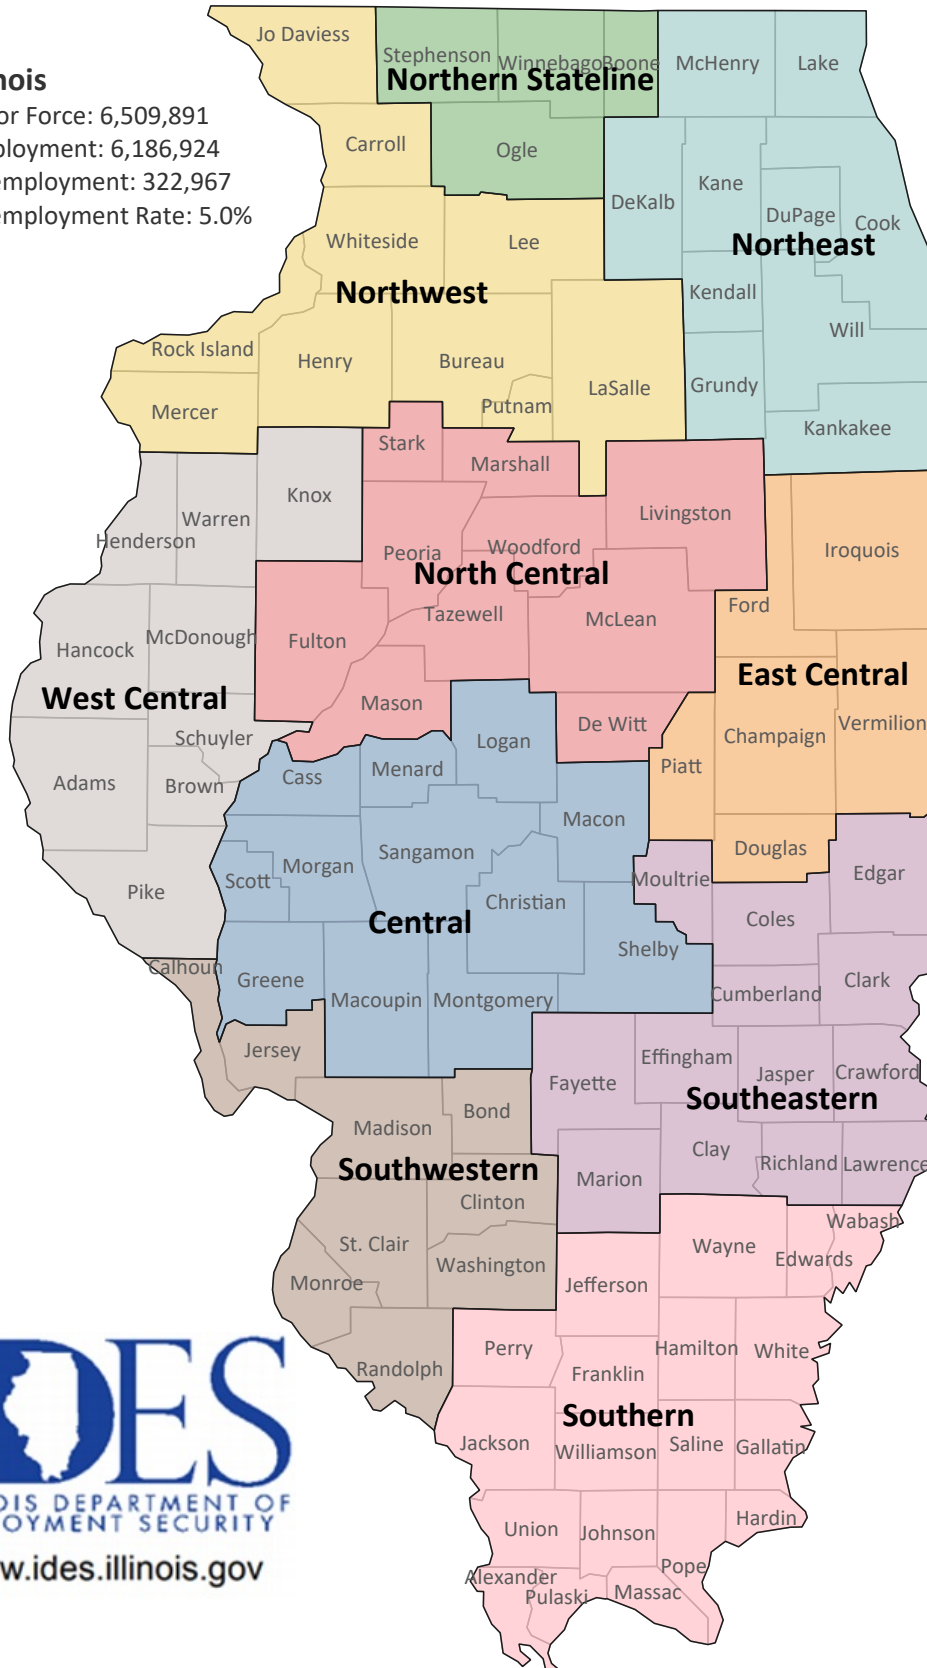 nois
or Force: 6,509,891
ployment: 6,186,924
employment: 322,967
employment Rate: 5.0%
Jo Daviess
Stephenson
Winnebago
Boone
McHenry
Lake
Northern Stateline
Carroll
Ogle
DeKalb
Kane
DuPage
Cook
Northeast
Whiteside
Lee
Northwest
Kendall
Will
Rock Island
Henry
Bureau
LaSalle
Grundy
Mercer
Putnam
Kankakee
Stark
Marshall
Knox
Warren
Henderson
Livingston
Peoria
Woodford
North Central
Iroquois
Ford
Tazewell
McLean
Fulton
Hancock
McDonough
West Central
East Central
Mason
De Witt
Vermilion
Schuyler
Logan
Champaign
Cass
Menard
Piatt
Adams
Brown
Macon
Sangamon
Douglas
Scott
Morgan
Moultrie
Edgar
Pike
Christian
Coles
Central
Shelby
Calhoun
Greene
Macoupin
Montgomery
Cumberland
Clark
Jersey
Effingham
Fayette
Jasper
Crawford
Southeastern
Bond
Madison
Clay
Richland
Lawrence
Southwestern
Marion
Clinton
Wabash
St. Clair
Wayne
Edwards
Washington
Monroe
Jefferson
Perry
Hamilton
White
Randolph
Franklin
Southern
Jackson
Williamson
Saline
Gallatin
Union
Johnson
Hardin
Pope
Alexander
Pulaski
Massac
DES
OIS DEPARTMENT OF
OYMENT SECURITY
w.ides.illinois.gov